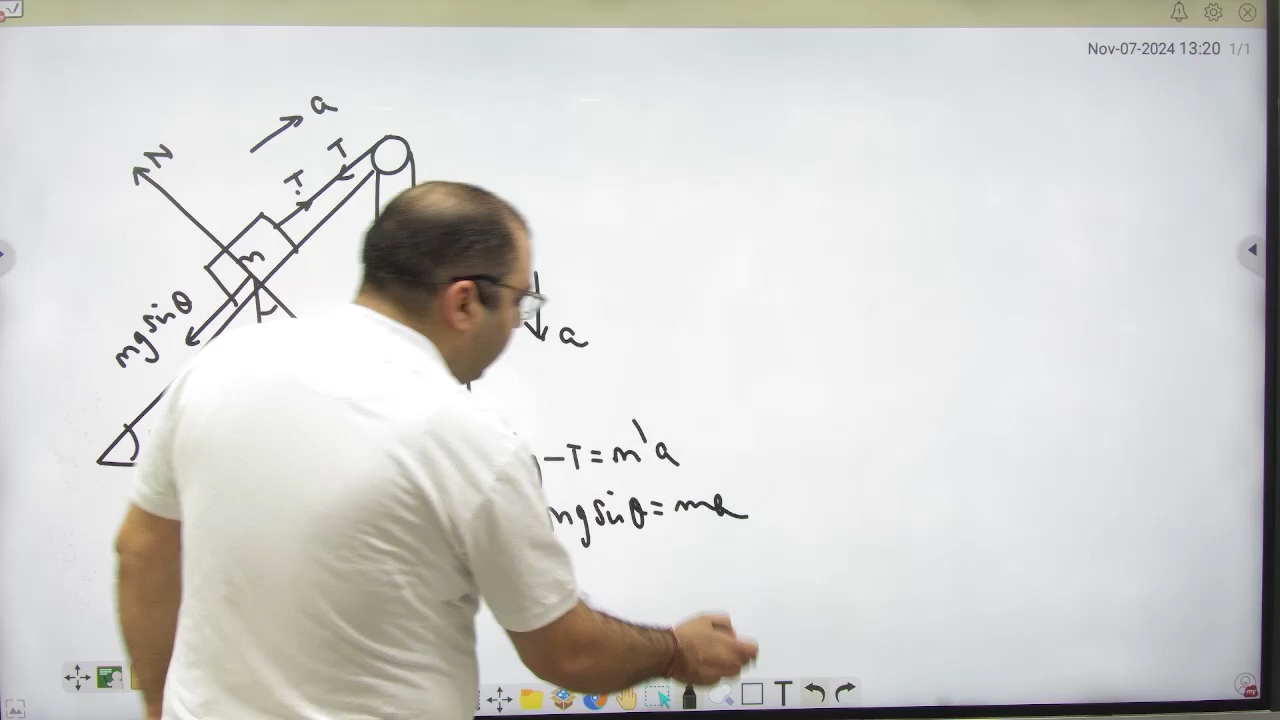 Nov-07-2024 13:20 1/1
a
N
T
T
m
mg sin θ
a
-T = m'a
mg sin θ = ma
T